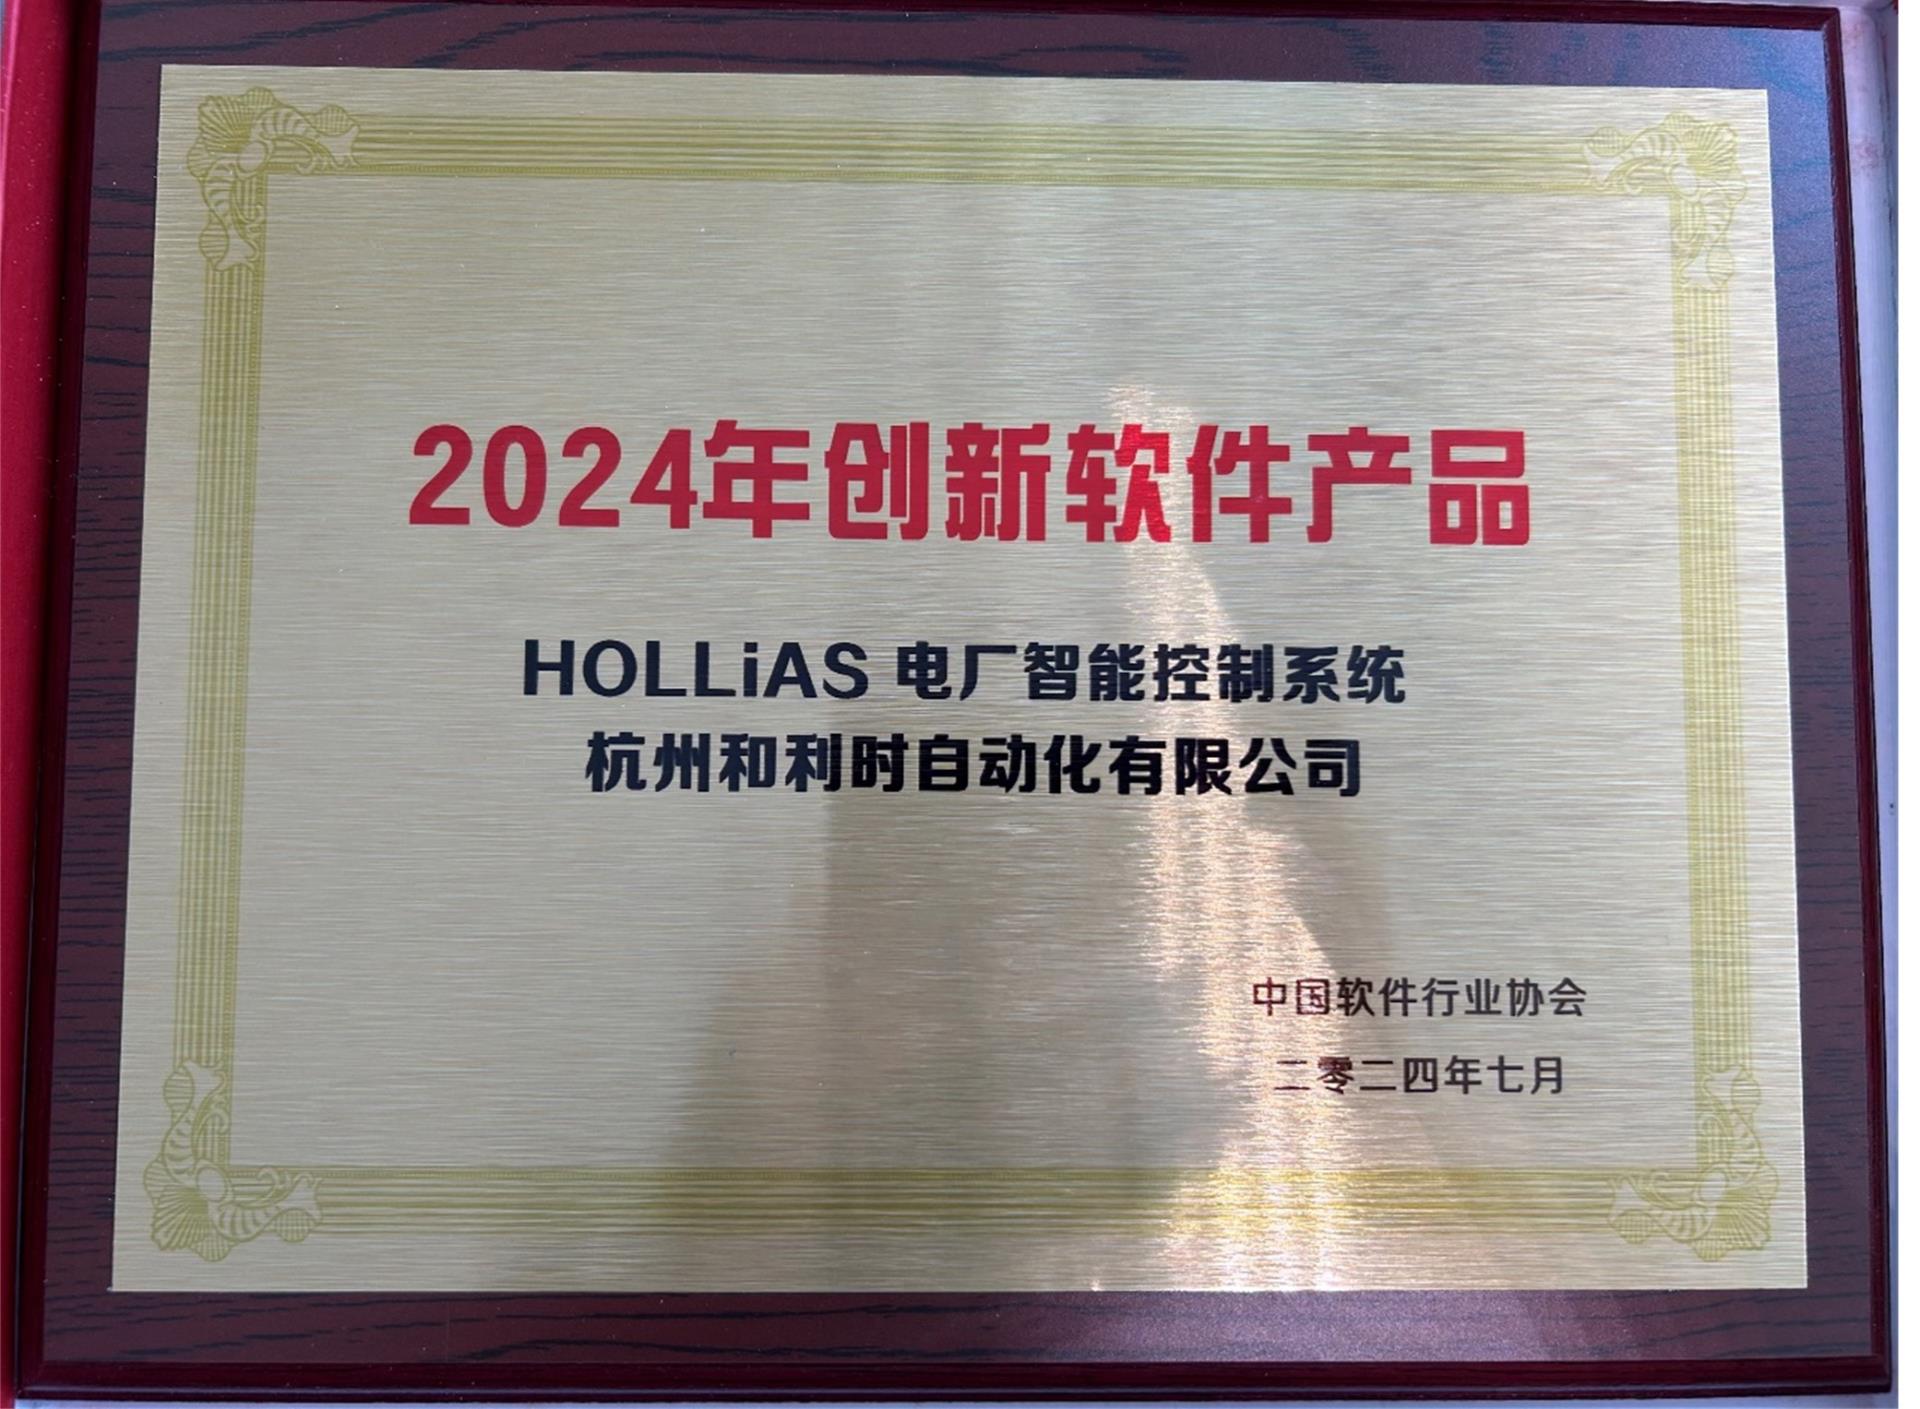 2024年创新软件产品
HOLLiAS 电厂智能控制系统
杭州和利时自动化有限公司
中国软件行业协会
二零二四年七月